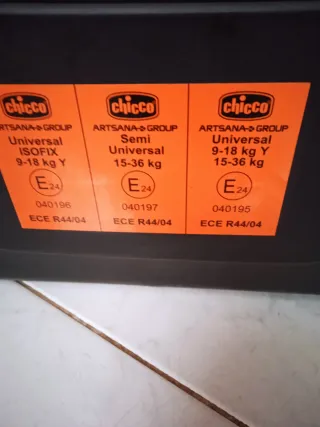 chicco
ARTSANA GROUP
Universal
ISOFIX
9-18 kg Y
E24
040196
ECE R44/04
chicco
ARTSANA GROUP
Semi
Universal
15-36 kg
E24
040197
ECE R44/04
chicco
ARTSANA GROUP
Universal
9-18 kg Y
15-36 kg
E24
040195
ECE R44/04